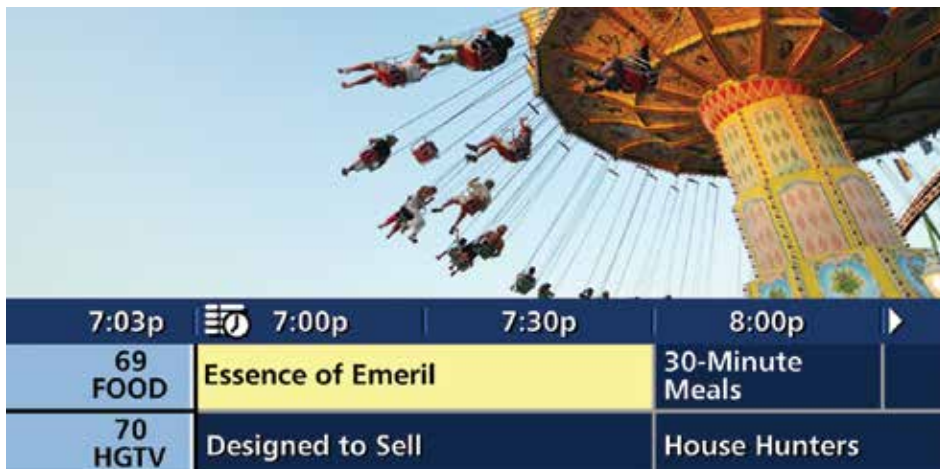 7:03p 7:00p 7:30p 8:00p
69
FOOD
Essence of Emeril
30-Minute
Meals
70
HGTV
Designed to Sell
House Hunters